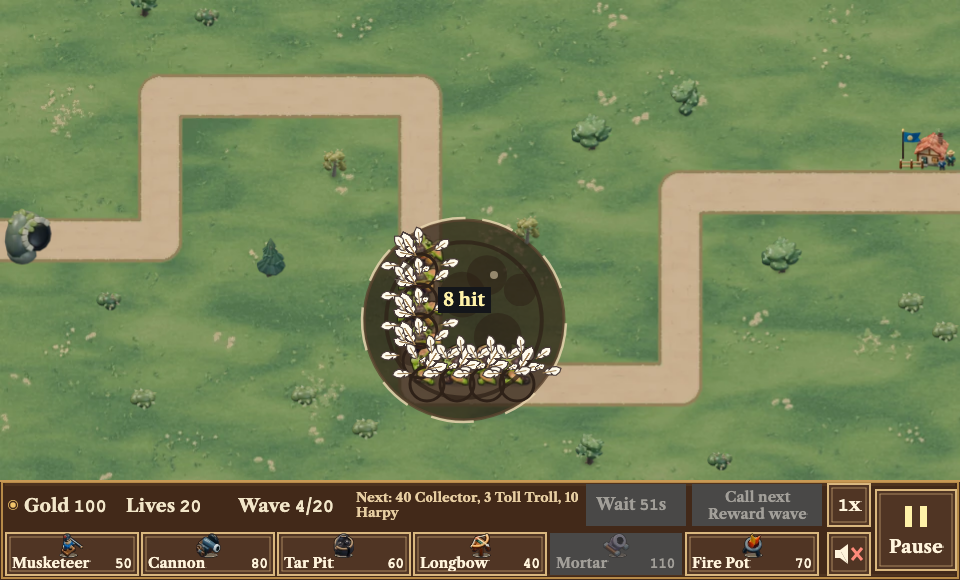 8 hit
Gold 100
Lives 20
Wave 4/20
Next: 40 Collector, 3 Toll Troll, 10
Harpy
Wait 51s
Call next
Reward wave
1x
Pause
Musketeer 50
Cannon 80
Tar Pit 60
Longbow 40
Mortar 110
Fire Pot 70